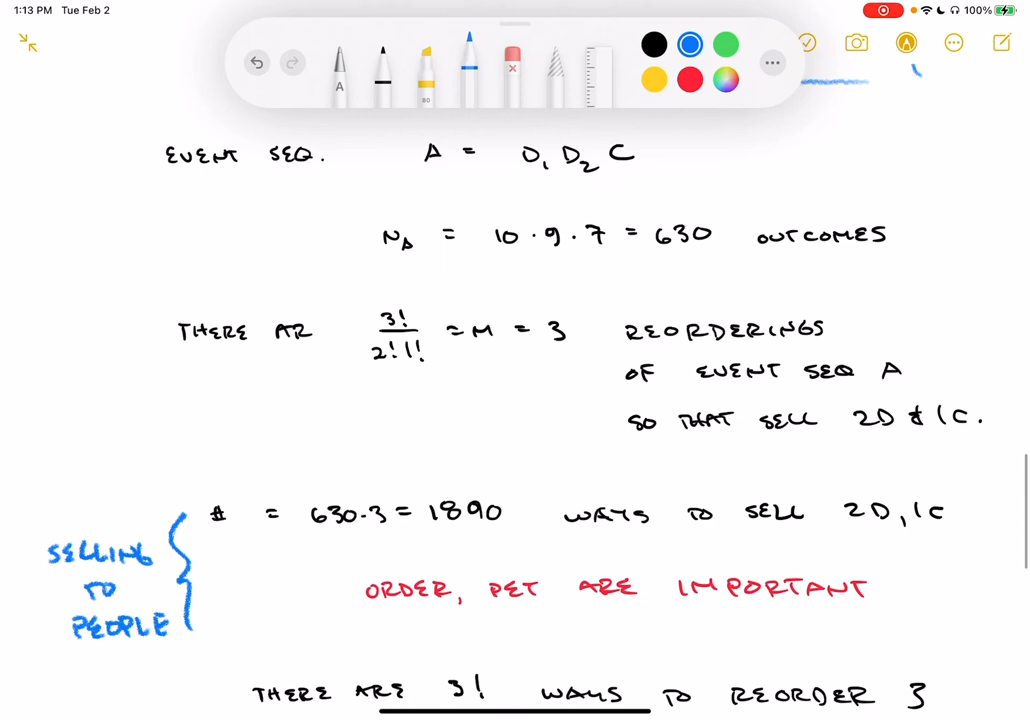 1:13 PM Tue Feb 2
100%
A
80
EVENT SEQ. A = D1 D2 C
NA = 10 · 9 · 7 = 630 OUTCOMES
THERE AR 3!/2!1! = M = 3 REORDERINGS
OF EVENT SEQ A
SO THAT SELL 2D & 1C.
# = 630·3 = 1890 WAYS TO SELL 2D, 1C
SELLING
TO
PEOPLE
ORDER, PET ARE IMPORTANT
THERE ARE 3! WAYS TO REORDER 3